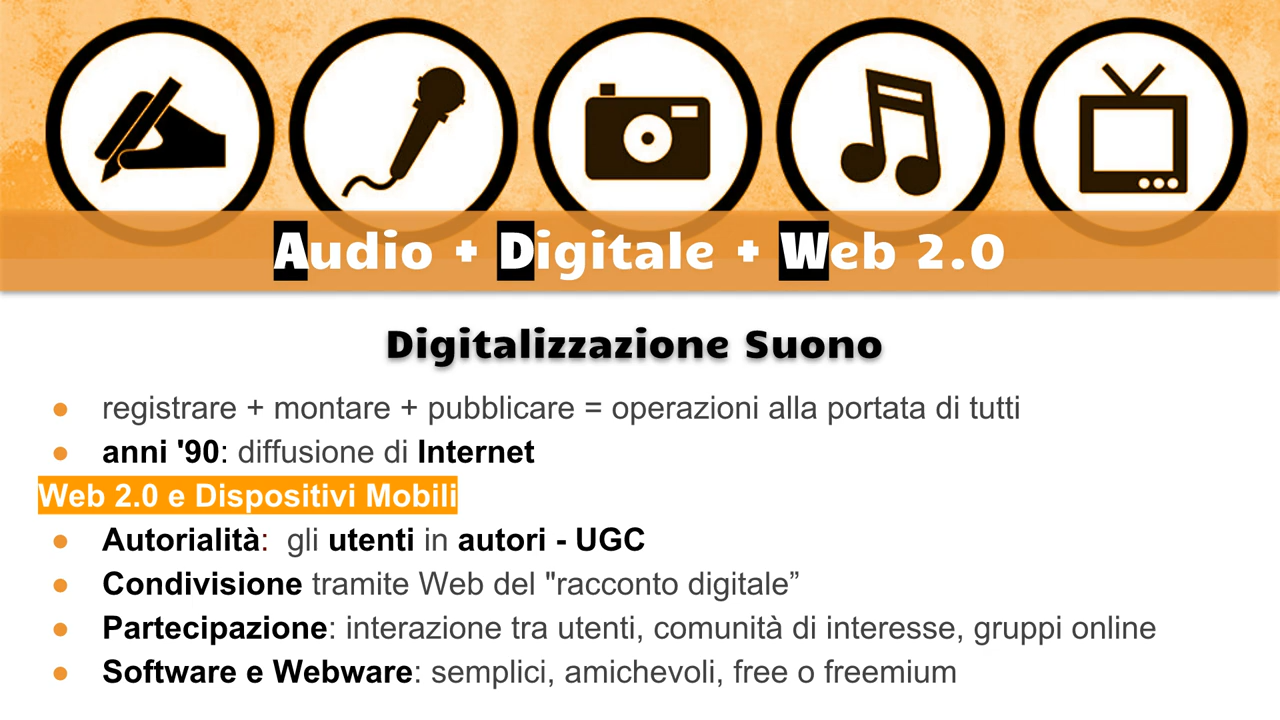 Audio + Digitale + Web 2.0
Digitalizzazione Suono
● registrare + montare + pubblicare = operazioni alla portata di tutti
● anni '90: diffusione di Internet
Web 2.0 e Dispositivi Mobili
● Autorialità:  gli utenti in autori - UGC
● Condivisione tramite Web del "racconto digitale”
● Partecipazione: interazione tra utenti, comunità di interesse, gruppi online
● Software e Webware: semplici, amichevoli, free o freemium